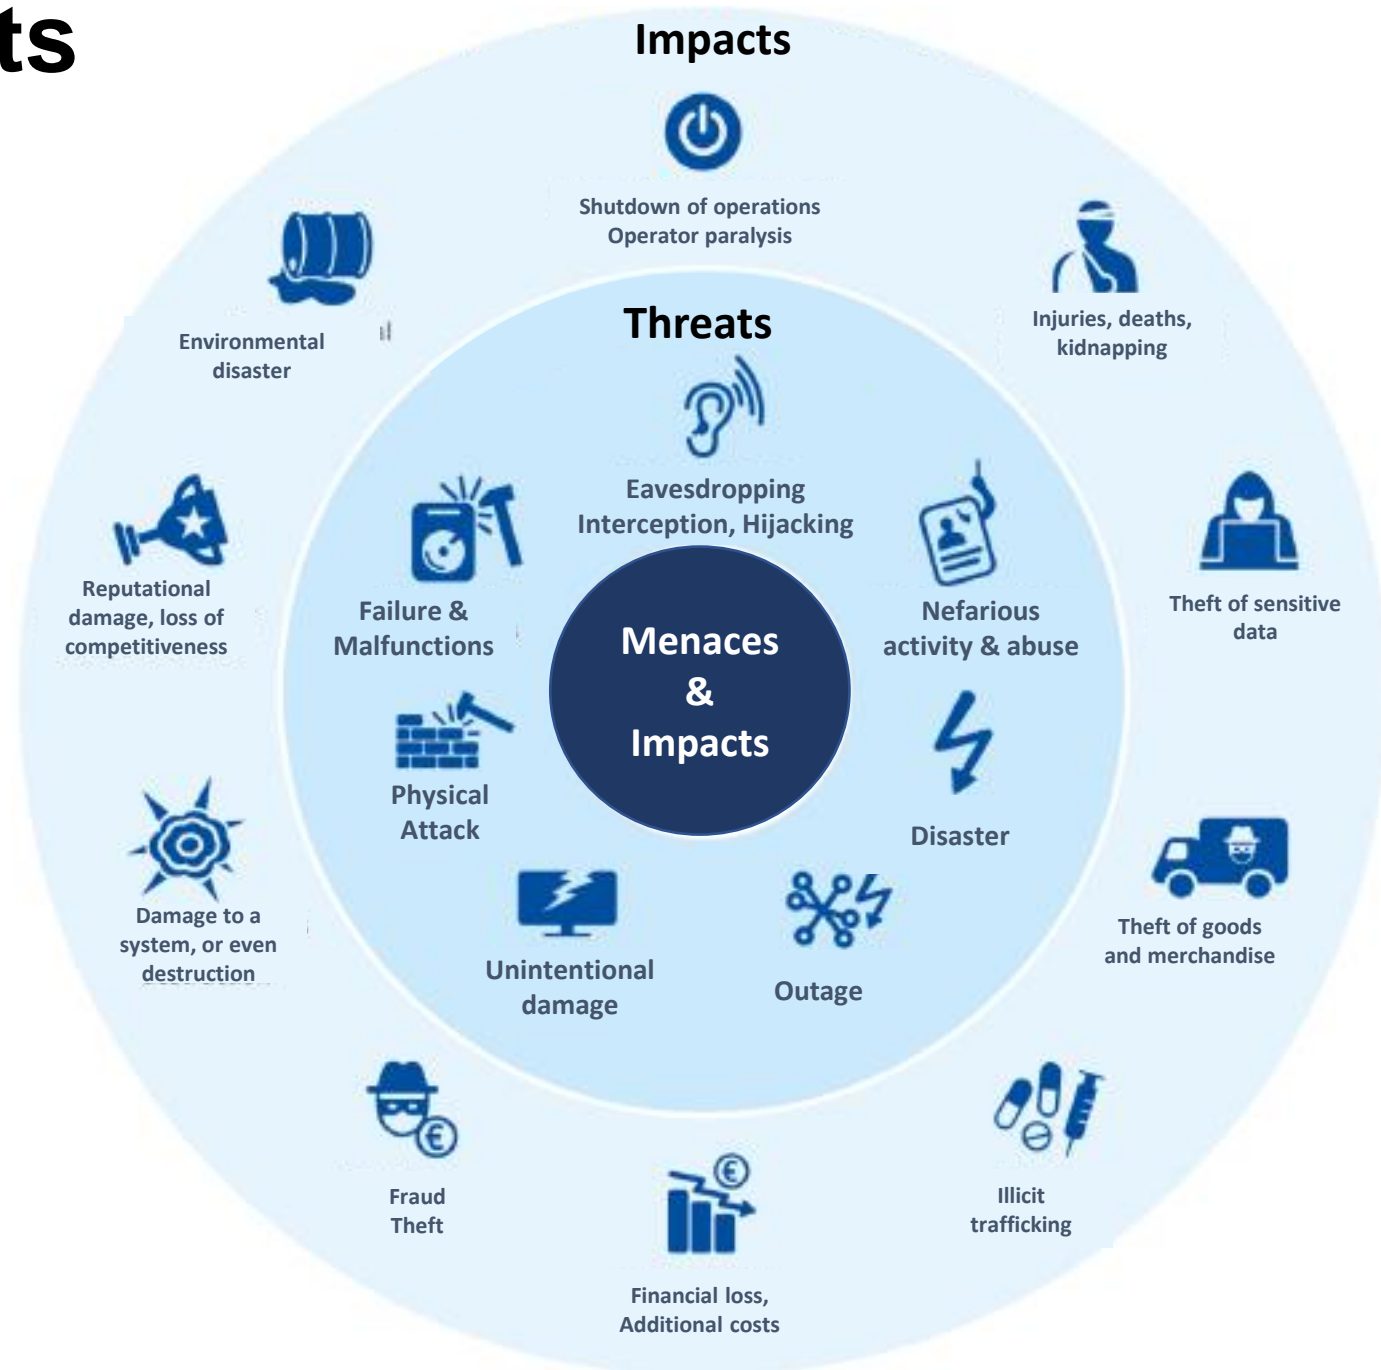 ts
Impacts
Shutdown of operations
Operator paralysis
Environmental
disaster
Injuries, deaths,
kidnapping
Threats
Eavesdropping
Interception, Hijacking
Reputational
damage, loss of
competitiveness
Failure &
Malfunctions
Nefarious
activity & abuse
Theft of sensitive
data
Menaces
&
Impacts
Physical
Attack
Disaster
Damage to a
system, or even
destruction
Theft of goods
and merchandise
Unintentional
damage
Outage
€
Fraud
Theft
€
Financial loss,
Additional costs
Illicit
trafficking